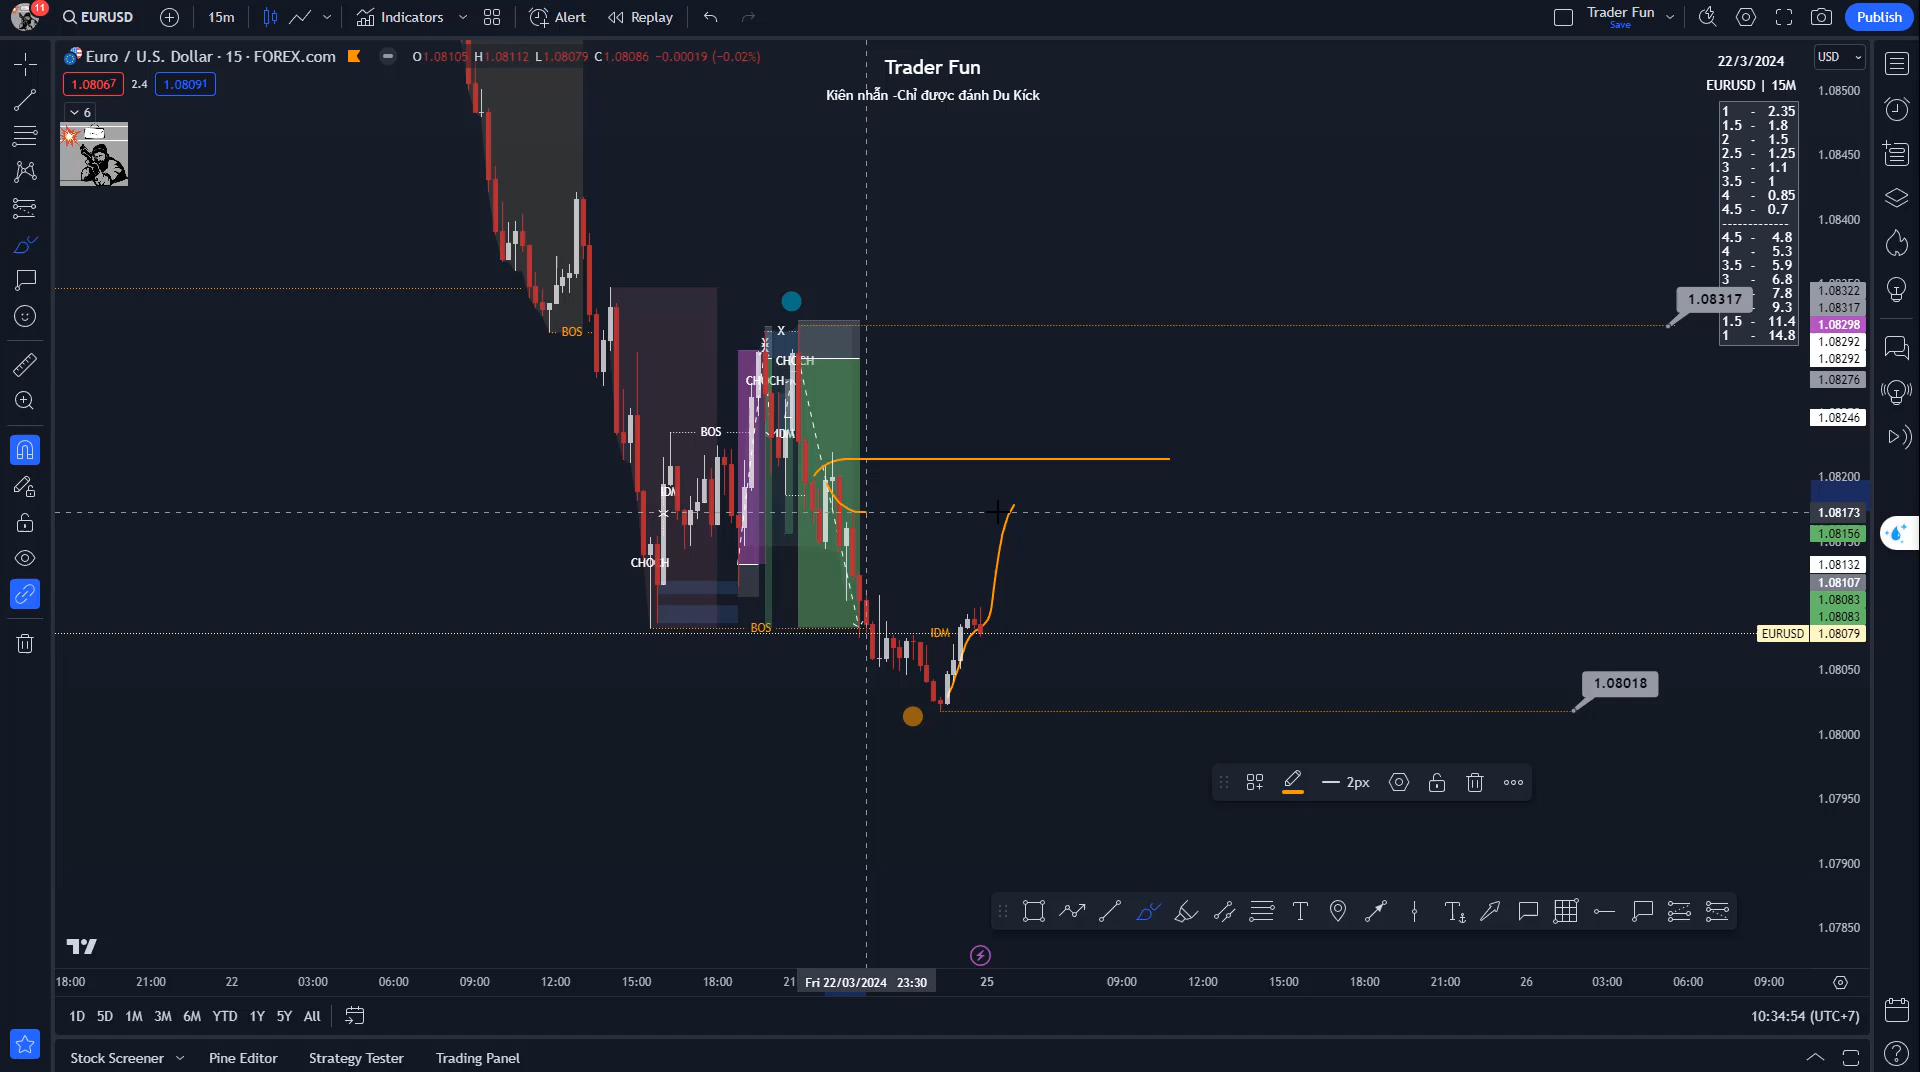 11
EURUSD
15m
Indicators
Alert
Replay
Trader Fun
Save
Publish
Euro / U.S. Dollar · 15 · FOREX.com
O1.08105 H1.08112 L1.08079 C1.08086 −0.00019 (−0.02%)
1.08067 2.4 1.08091
6
Trader Fun
Kiên nhẫn -Chỉ được đánh Du Kích
22/3/2024
EURUSD | 15M
USD
1 - 2.35
1.5 - 1.8
2 - 1.5
2.5 - 1.25
3 - 1.1
3.5 - 1
4 - 0.85
4.5 - 0.7
-------------
4.5 - 4.8
4 - 5.3
3.5 - 5.9
3 - 6.8
7.8
9.3
1.5 - 11.4
1 - 14.8
1.08317
1.08018
BOS
X
X
CHOCH
CHOCH
BOS
IDM
IDM
X
CHOCH
BOS
IDM
1.08500
1.08450
1.08400
1.08322
1.08317
1.08298
1.08292
1.08292
1.08276
1.08246
1.08200
1.08173
1.08156
1.08132
1.08107
1.08083
1.08083
EURUSD 1.08079
1.08050
1.08000
1.07950
1.07900
1.07850
2px
18:00 21:00 22 03:00 06:00 09:00 12:00 15:00 18:00 21 Fri 22/03/2024 23:30 25 09:00 12:00 15:00 18:00 21:00 26 03:00 06:00 09:00
1D 5D 1M 3M 6M YTD 1Y 5Y All
10:34:54 (UTC+7)
Stock Screener Pine Editor Strategy Tester Trading Panel